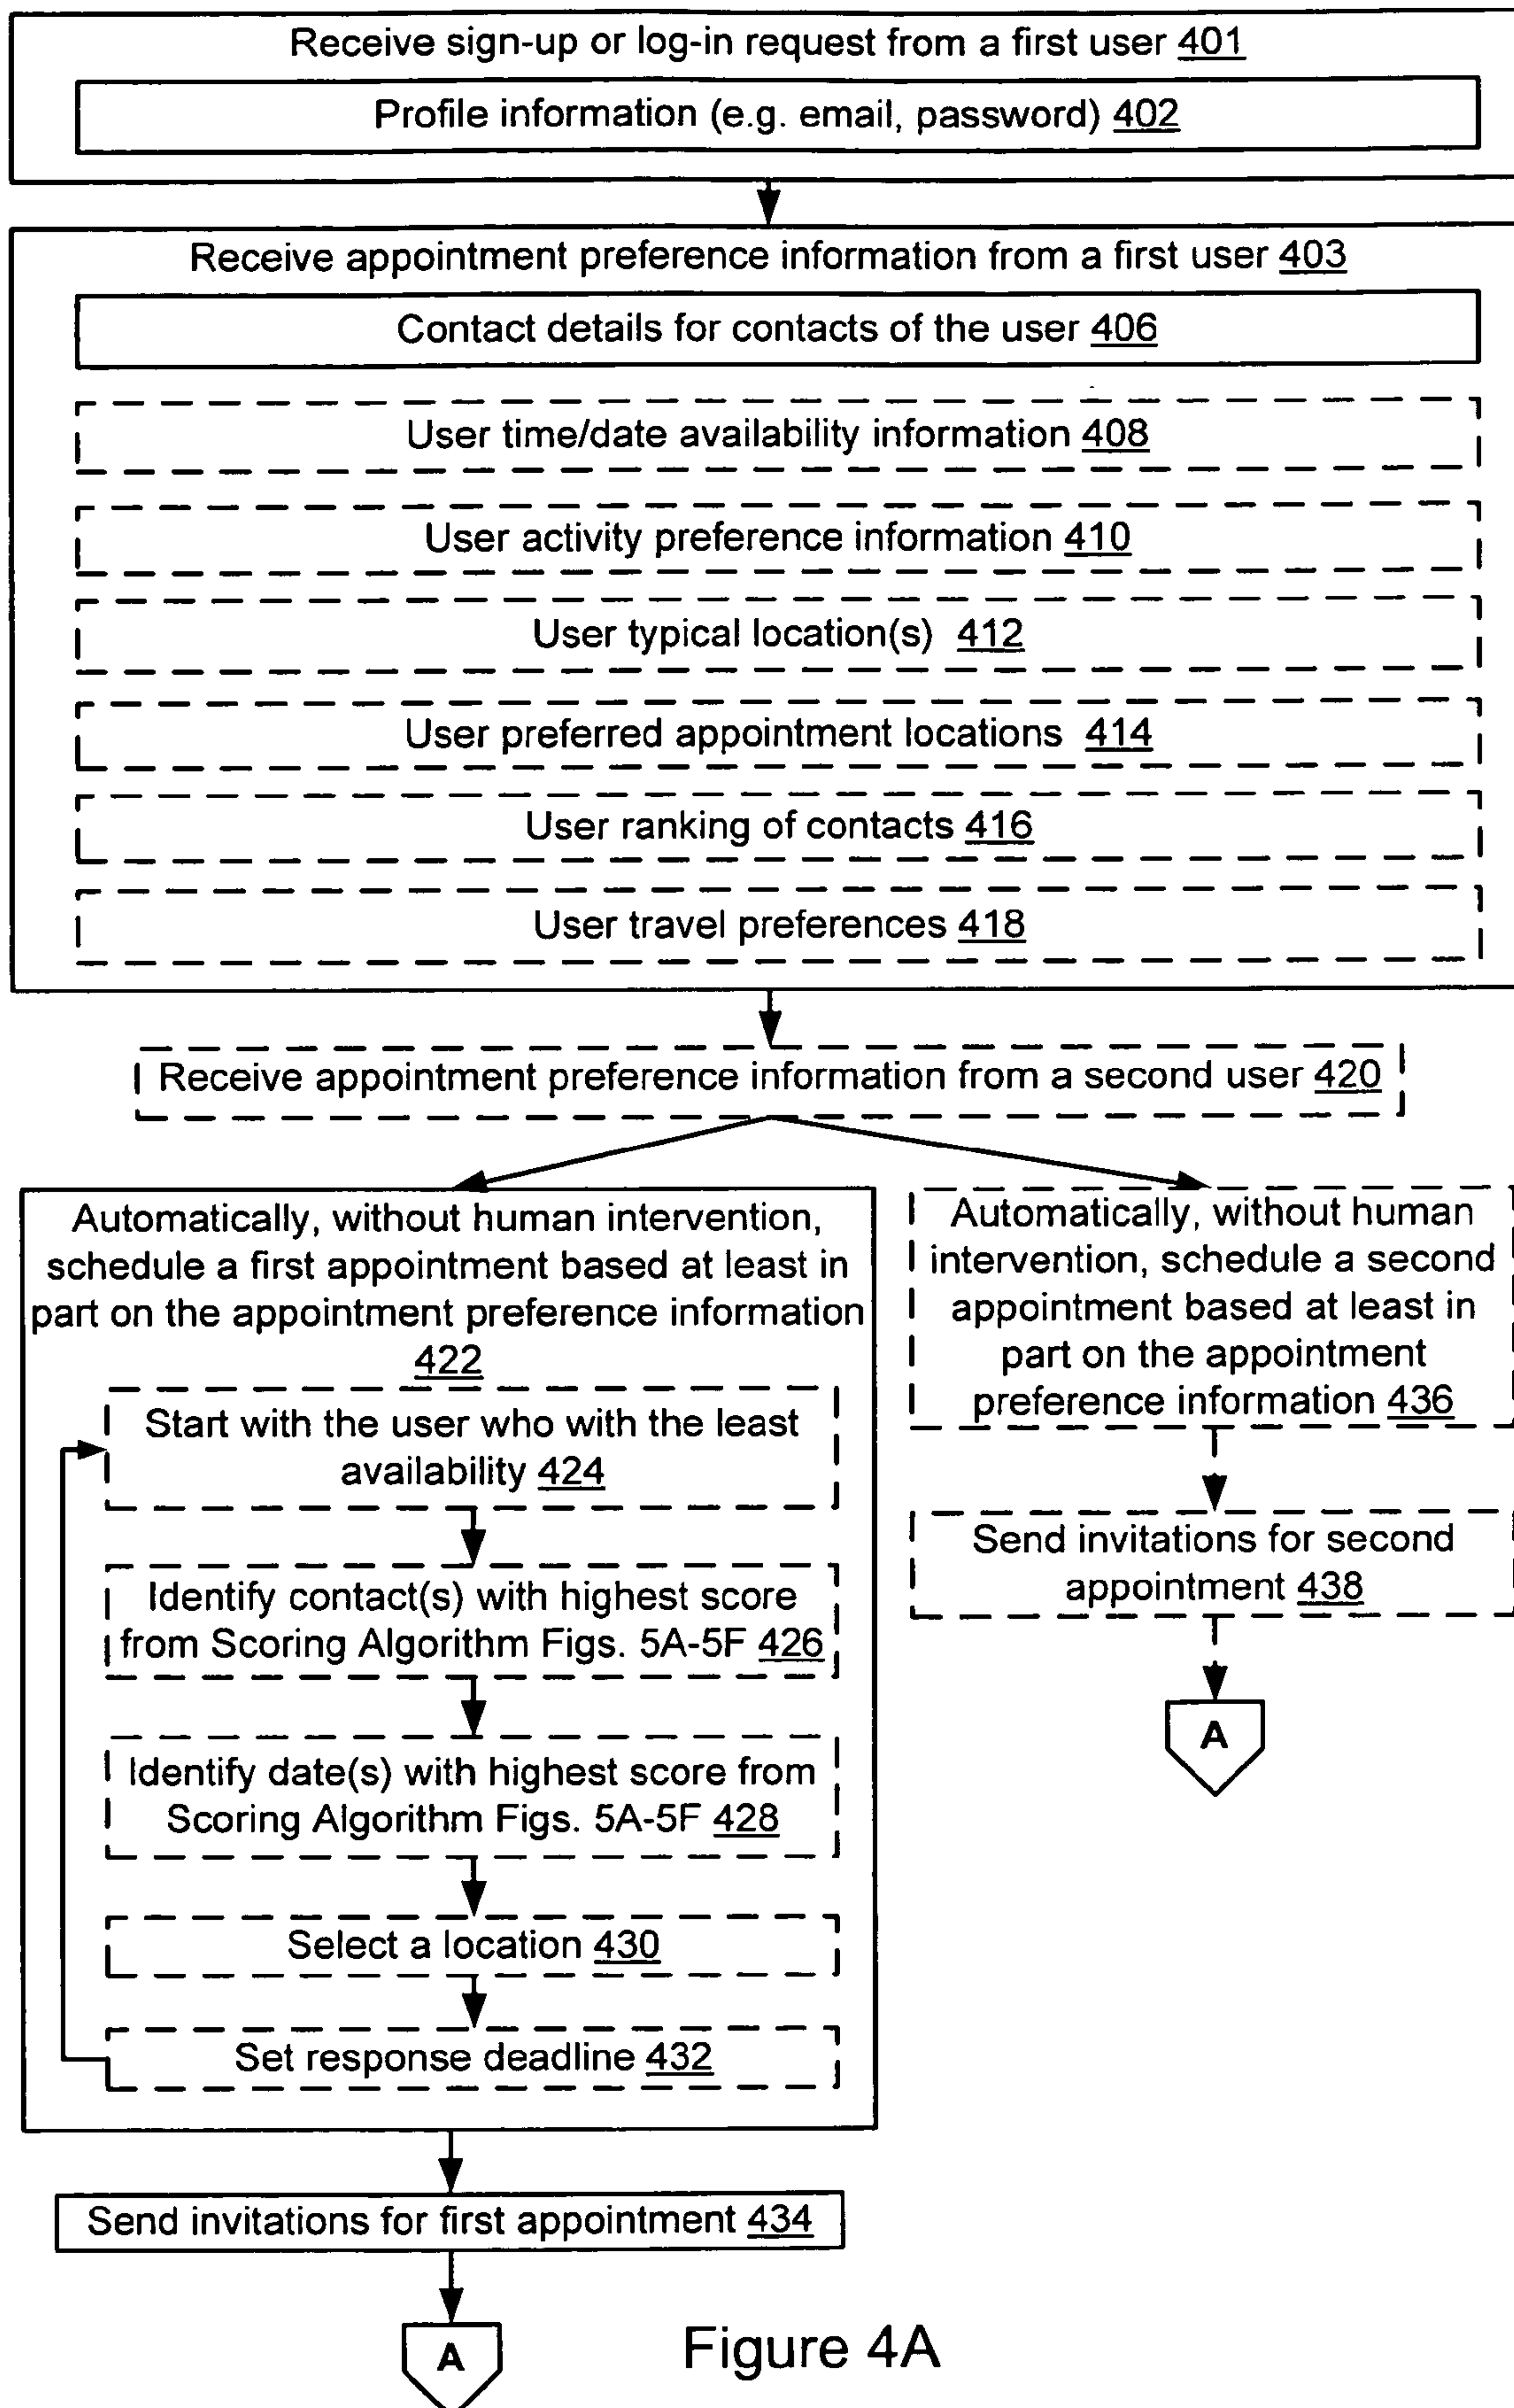 Receive sign-up or log-in request from a first user 401
Profile information (e.g. email, password) 402
Receive appointment preference information from a first user 403
Contact details for contacts of the user 406
User time/date availability information 408
User activity preference information 410
User typical location(s) 412
User preferred appointment locations 414
User ranking of contacts 416
User travel preferences 418
Receive appointment preference information from a second user 420
Automatically, without human intervention,
schedule a first appointment based at least in
part on the appointment preference information
422
Start with the user who with the least
availability 424
Identify contact(s) with highest score
from Scoring Algorithm Figs. 5A-5F 426
Identify date(s) with highest score from
Scoring Algorithm Figs. 5A-5F 428
Select a location 430
Set response deadline 432
Send invitations for first appointment 434
A
Automatically, without human
intervention, schedule a second
appointment based at least in
part on the appointment
preference information 436
Send invitations for second
appointment 438
A
Figure 4A